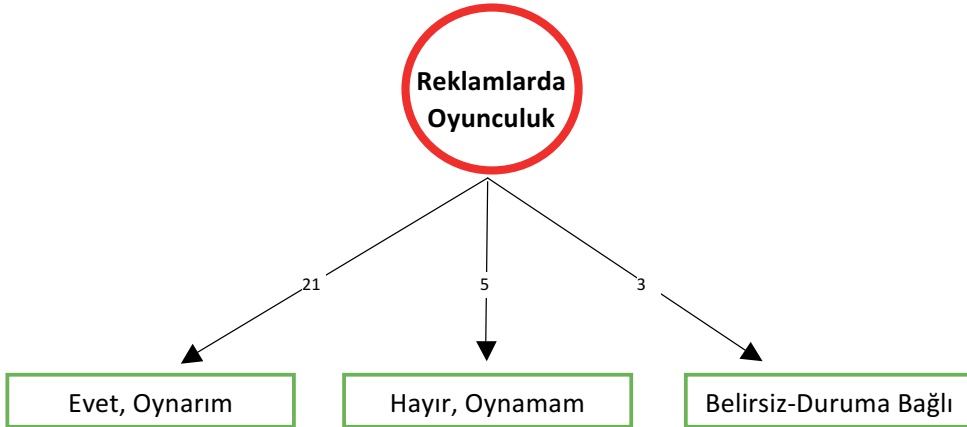 Reklamlarda
Oyunculuk
21
5
3
Evet, Oynarım
Hayır, Oynamam
Belirsiz-Duruma Bağlı